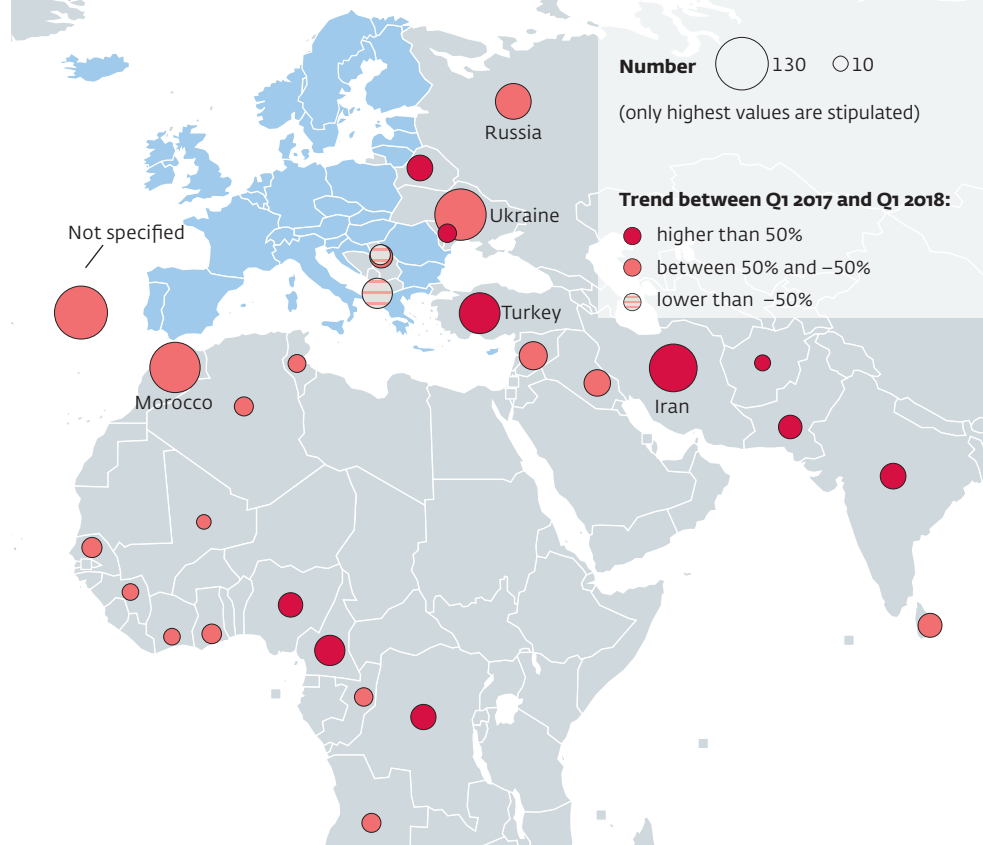 Number 130 10
(only highest values are stipulated)
Trend between Q1 2017 and Q1 2018:
higher than 50%
between 50% and –50%
lower than –50%
Russia
Ukraine
Not specified
Turkey
Morocco
Iran